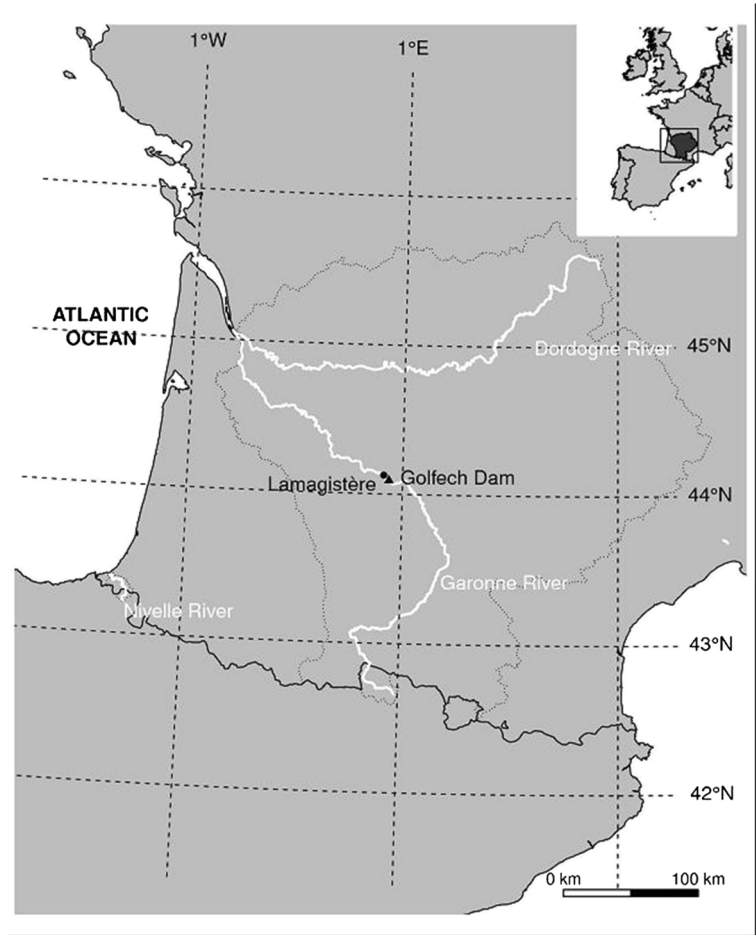 1°W
1°E
ATLANTIC
OCEAN
45°N
Dordogne River
Lamagistère
Golfech Dam
44°N
Garonne River
Nivelle River
43°N
42°N
0 km
100 km